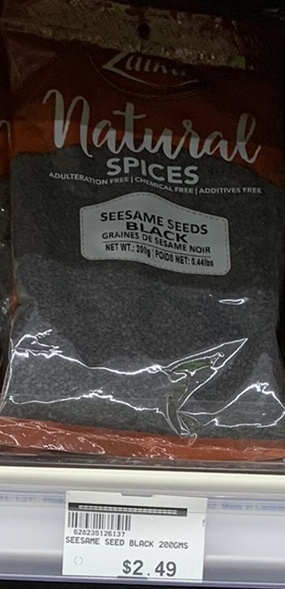 Zaika
Natural
SPICES
ADULTERATION FREE | CHEMICAL FREE | ADDITIVES FREE
SEESAME SEEDS
BLACK
GRAINES DE SESAME NOIR
NET WT.: 200g | POIDS NET: 0.44lbs
628235126137
SEESAME SEED BLACK 200GMS
$2.49